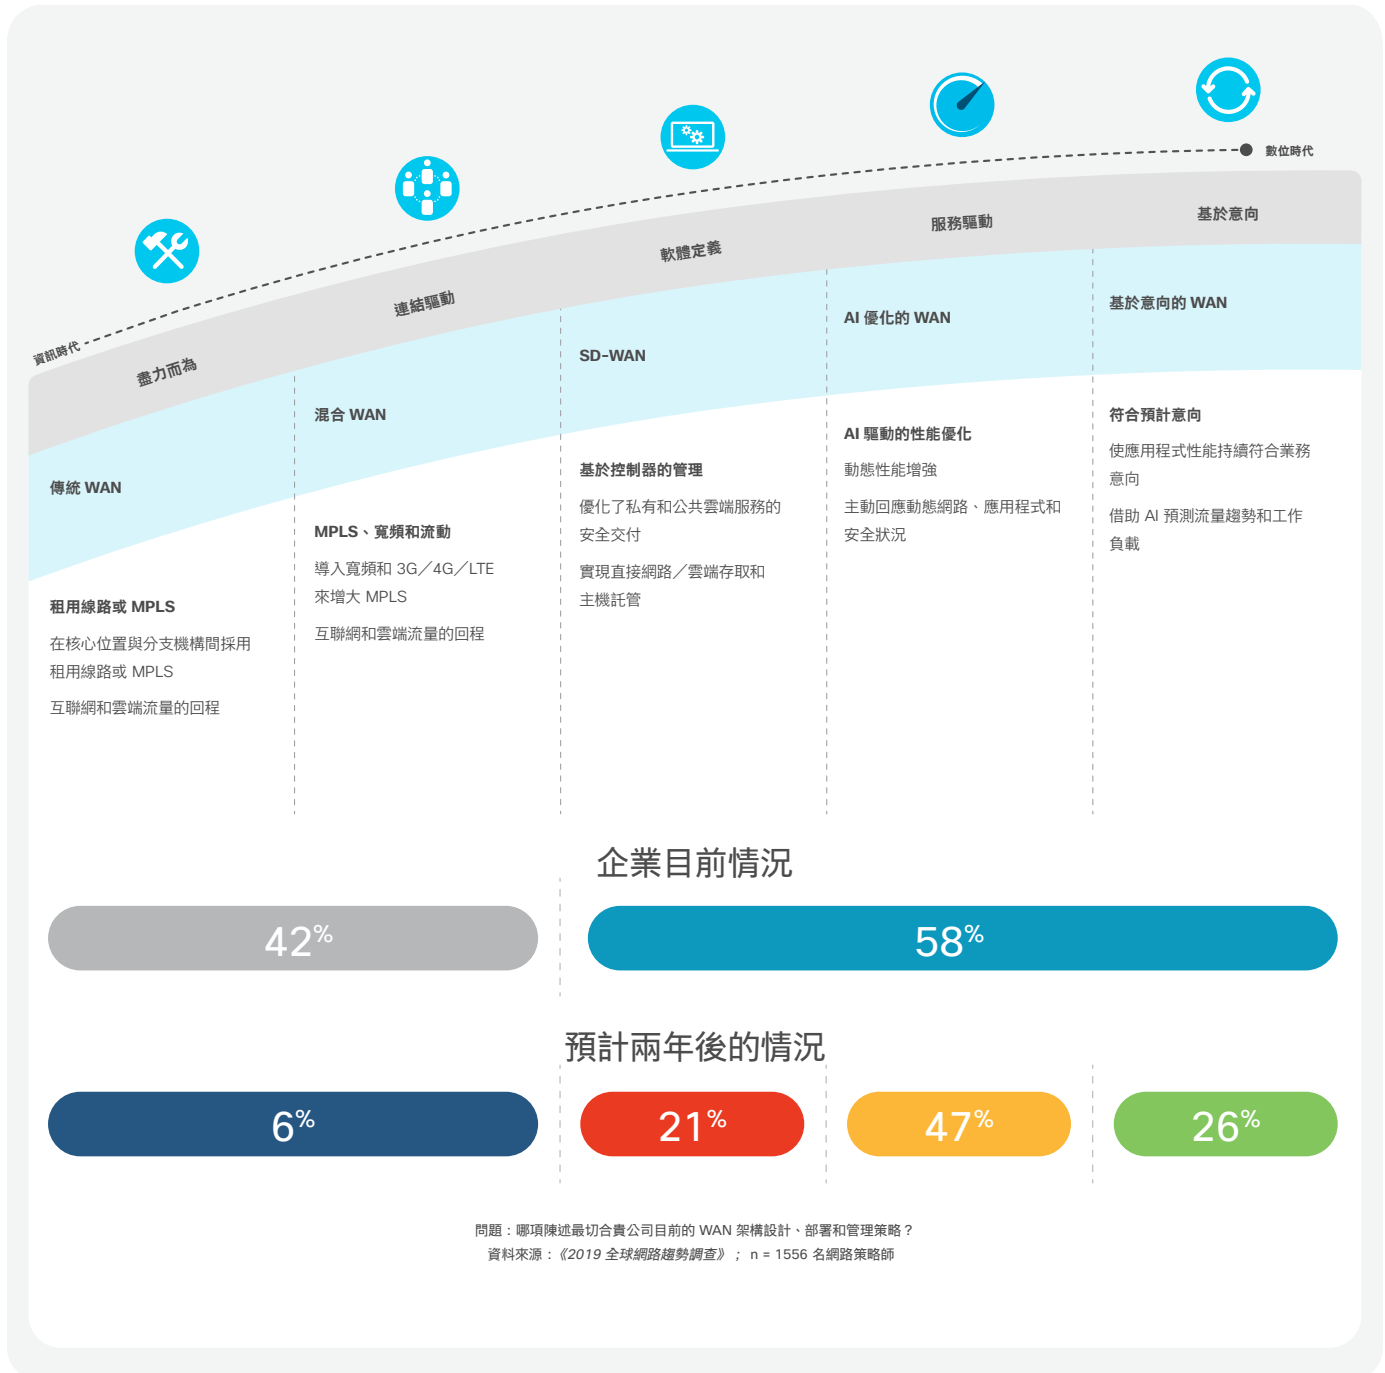 數位時代
資訊時代
盡力而為
連結驅動
軟體定義
服務驅動
基於意向
傳統 WAN
租用線路或 MPLS
在核心位置與分支機構間採用
租用線路或 MPLS
互聯網和雲端流量的回程
混合 WAN
MPLS、寬頻和流動
導入寬頻和 3G／4G／LTE
來增大 MPLS
互聯網和雲端流量的回程
SD-WAN
基於控制器的管理
優化了私有和公共雲端服務的
安全交付
實現直接網路／雲端存取和
主機託管
AI 優化的 WAN
AI 驅動的性能優化
動態性能增強
主動回應動態網路、應用程式和
安全狀況
基於意向的 WAN
符合預計意向
使應用程式性能持續符合業務
意向
借助 AI 預測流量趨勢和工作
負載
企業目前情況
42%
58%
預計兩年後的情況
6%
21%
47%
26%
問題：哪項陳述最切合貴公司目前的 WAN 架構設計、部署和管理策略？
資料來源：《2019 全球網路趨勢調查》； n = 1556 名網路策略師